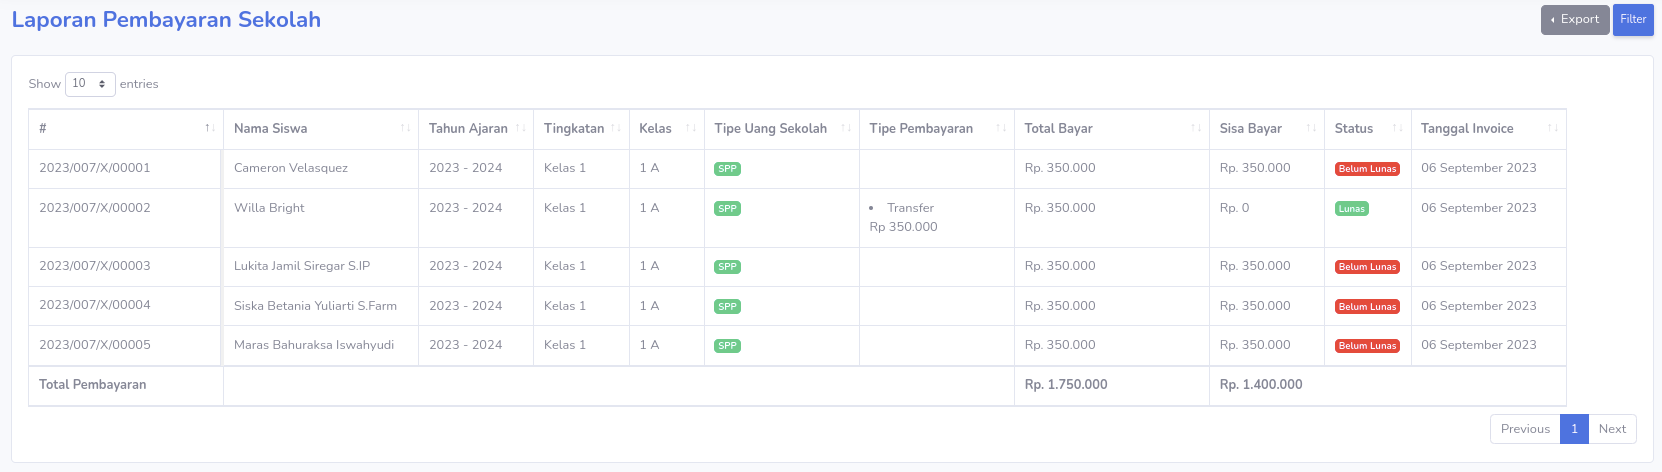 Laporan Pembayaran Sekolah
Export Filter
Show 10 entries
# Nama Siswa Tahun Ajaran Tingkatan Kelas Tipe Uang Sekolah Tipe Pembayaran Total Bayar Sisa Bayar Status Tanggal Invoice
2023/007/X/00001 Cameron Velasquez 2023 - 2024 Kelas 1 1 A SPP Rp. 350.000 Rp. 350.000 Belum Lunas 06 September 2023
2023/007/X/00002 Willa Bright 2023 - 2024 Kelas 1 1 A SPP • Transfer Rp. 350.000 Rp. 0 Lunas 06 September 2023
Rp 350.000
2023/007/X/00003 Lukita Jamil Siregar S.IP 2023 - 2024 Kelas 1 1 A SPP Rp. 350.000 Rp. 350.000 Belum Lunas 06 September 2023
2023/007/X/00004 Siska Betania Yuliarti S.Farm 2023 - 2024 Kelas 1 1 A SPP Rp. 350.000 Rp. 350.000 Belum Lunas 06 September 2023
2023/007/X/00005 Maras Bahuraksa Iswahyudi 2023 - 2024 Kelas 1 1 A SPP Rp. 350.000 Rp. 350.000 Belum Lunas 06 September 2023
Total Pembayaran Rp. 1.750.000 Rp. 1.400.000
Previous 1 Next